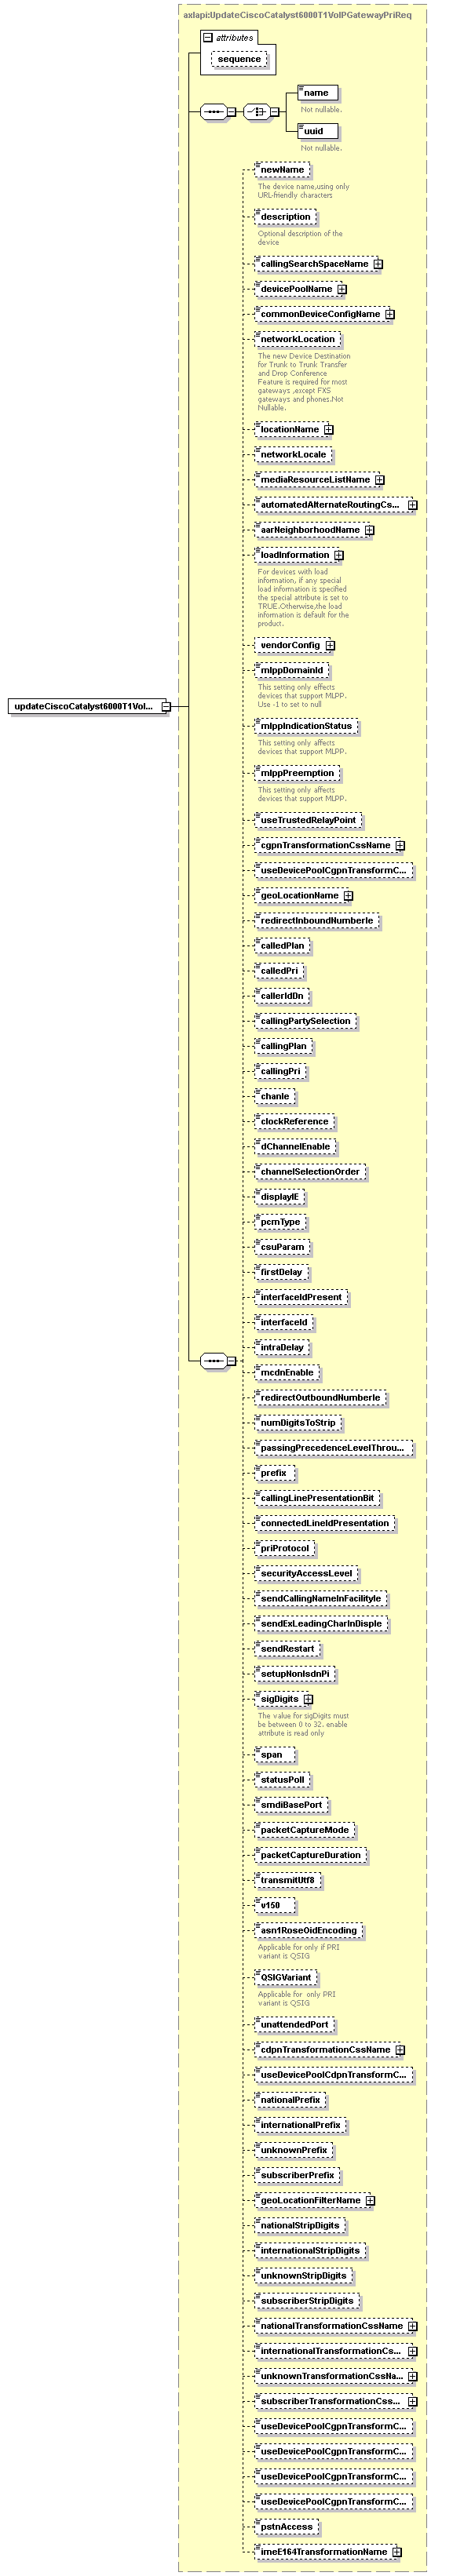 axlapi:UpdateCiscoCatalyst6000T1VoIPGatewayPriReq
attributes
sequence
name
Not nullable.
uuid
Not nullable.
newName
The device name,using only
URL-friendly characters
description
Optional description of the
device
callingSearchSpaceName
devicePoolName
commonDeviceConfigName
networkLocation
The new Device Destination
for Trunk to Trunk Transfer
and Drop Conference
Feature is required for most
gateways ,except FXS
gateways and phones.Not
Nullable.
locationName
networkLocale
mediaResourceListName
automatedAlternateRoutingCs...
aarNeighborhoodName
loadInformation
For devices with load
information, if any special
load information is specified
the special attribute is set to
TRUE.Otherwise,the load
information is default for the
product.
vendorConfig
mlppDomainId
This setting only effects
devices that support MLPP.
Use -1 to set to null
updateCiscoCatalyst6000T1VoI...
mlppIndicationStatus
This setting only affects
devices that support MLPP.
mlppPreemption
This setting only affects
devices that support MLPP.
useTrustedRelayPoint
cgpnTransformationCssName
useDevicePoolCgpnTransformC...
geoLocationName
redirectInboundNumberIe
calledPlan
calledPri
callerIdDn
callingPartySelection
callingPlan
callingPri
chanIe
clockReference
dChannelEnable
channelSelectionOrder
displayIE
pcmType
csuParam
firstDelay
interfaceIdPresent
interfaceId
intraDelay
mcdnEnable
redirectOutboundNumberIe
numDigitsToStrip
passingPrecedenceLevelThrou...
prefix
callingLinePresentationBit
connectedLineIdPresentation
priProtocol
securityAccessLevel
sendCallingNameInFacilityIe
sendExLeadingCharInDispIe
sendRestart
setupNonIsdnPi
sigDigits
The value for sigDigits must
be between 0 to 32. enable
attribute is read only
span
statusPoll
smdiBasePort
packetCaptureMode
packetCaptureDuration
transmitUtf8
v150
asn1RoseOidEncoding
Applicable for only if PRI
variant is QSIG
QSIGVariant
Applicable for  only PRI
variant is QSIG
unattendedPort
cdpnTransformationCssName
useDevicePoolCdpnTransformC...
nationalPrefix
internationalPrefix
unknownPrefix
subscriberPrefix
geoLocationFilterName
nationalStripDigits
internationalStripDigits
unknownStripDigits
subscriberStripDigits
nationalTransformationCssName
internationalTransformationCs...
unknownTransformationCssNa...
subscriberTransformationCss...
useDevicePoolCgpnTransformC...
useDevicePoolCgpnTransformC...
useDevicePoolCgpnTransformC...
useDevicePoolCgpnTransformC...
pstnAccess
imeE164TransformationName